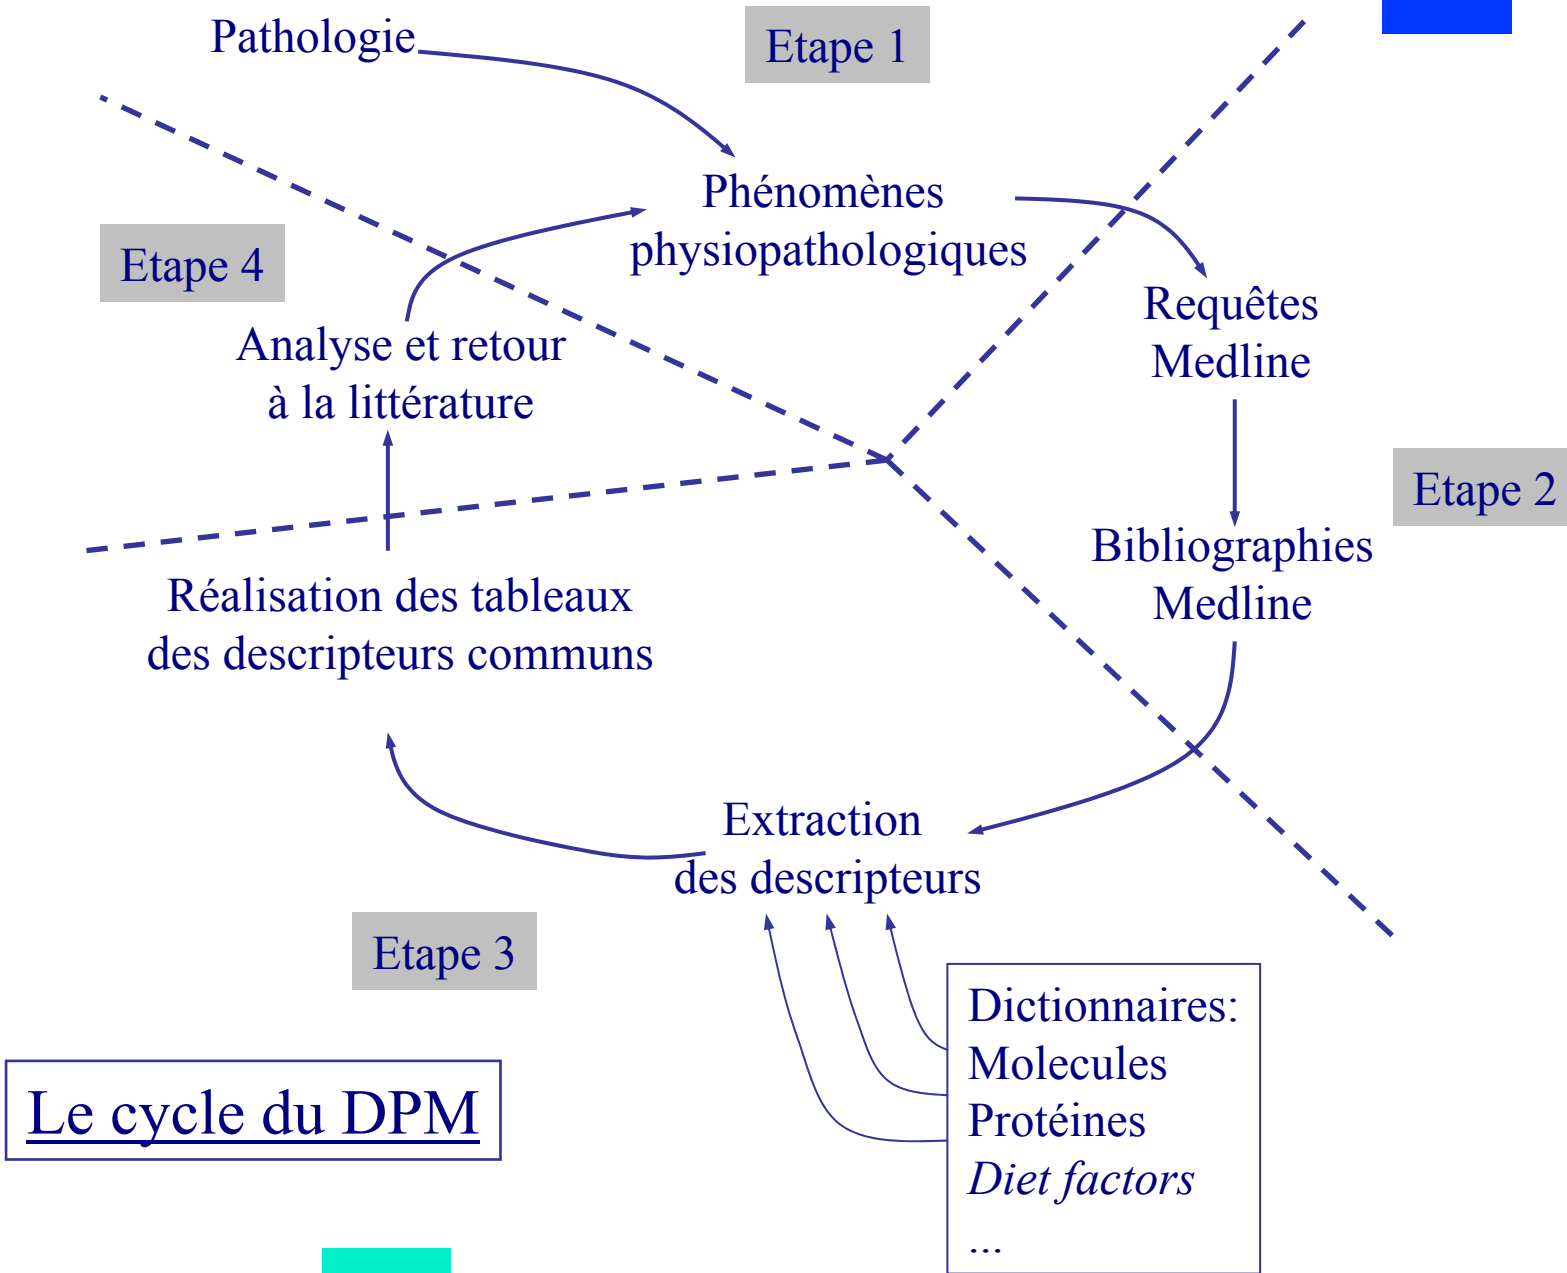 Pathologie
Etape 1
Phénomènes
physiopathologiques
Etape 4
Requêtes
Medline
Analyse et retour
à la littérature
Etape 2
Bibliographies
Medline
Réalisation des tableaux
des descripteurs communs
Extraction
des descripteurs
Etape 3
Dictionnaires:
Molecules
Protéines
Diet factors
...
Le cycle du DPM